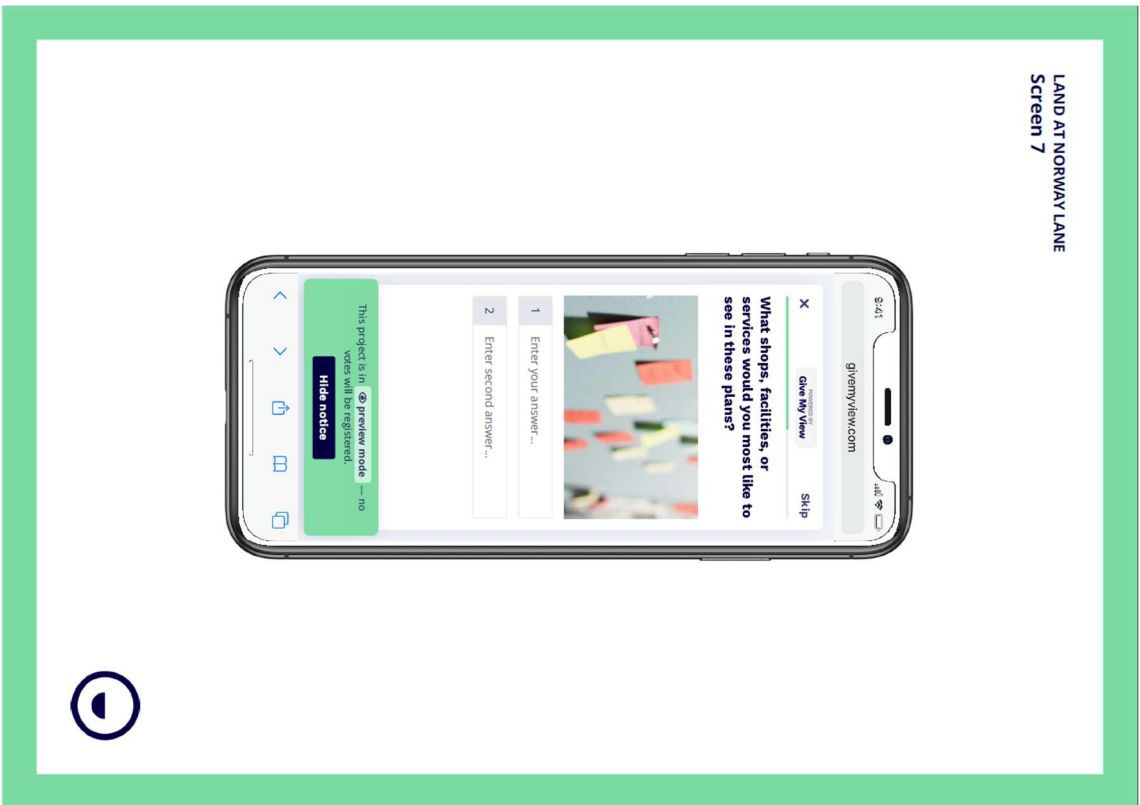 LAND AT NORWAY LANE
Screen 7
9:41
givemyview.com
POWERED BY
Give My View
Skip
What shops, facilities, or
services would you most like to
see in these plans?
1 Enter your answer...
2 Enter second answer...
This project is in preview mode — no
votes will be registered.
Hide notice